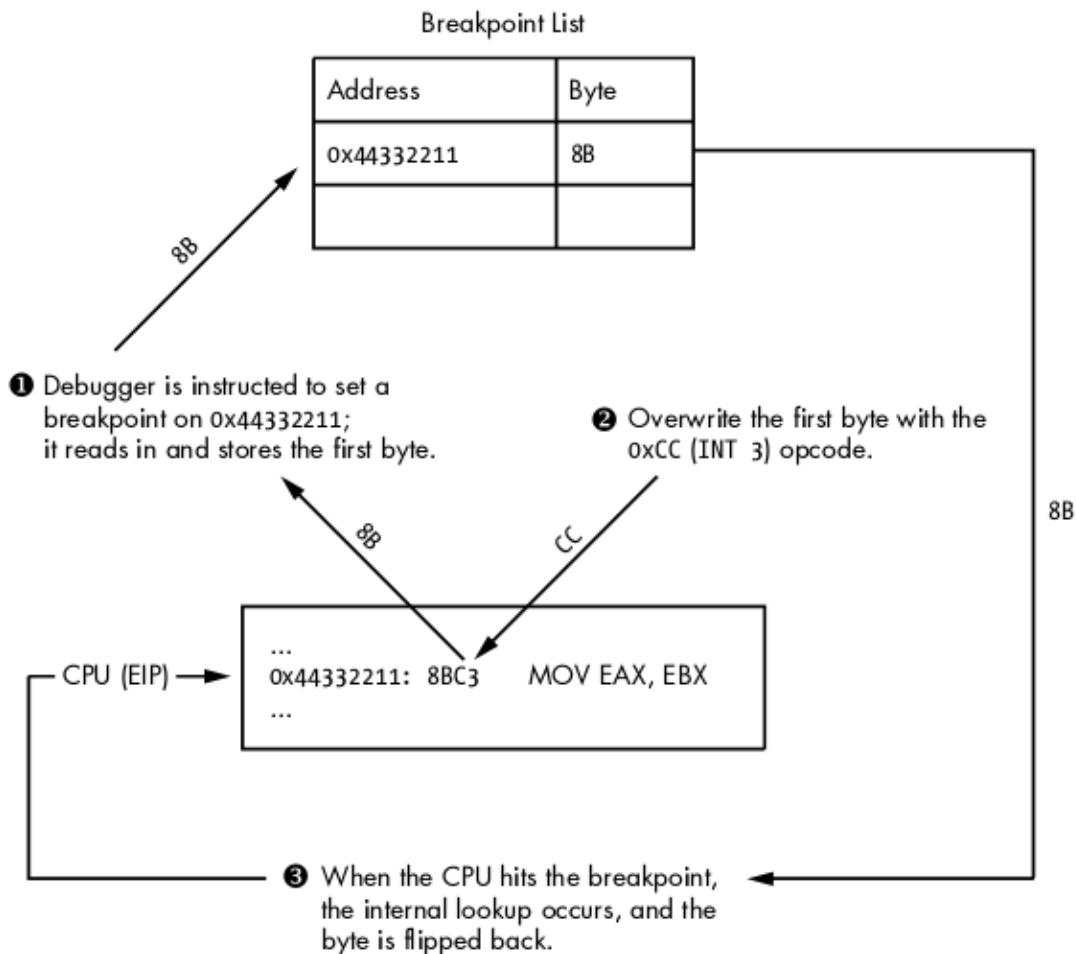 Breakpoint List
Address Byte
0x44332211 8B
8B
❶ Debugger is instructed to set a
breakpoint on 0x44332211;
it reads in and stores the first byte.
❷ Overwrite the first byte with the
0xCC (INT 3) opcode.
8B
8B
CC
...
CPU (EIP)
0x44332211: 8BC3 MOV EAX, EBX
...
❸ When the CPU hits the breakpoint,
the internal lookup occurs, and the
byte is flipped back.